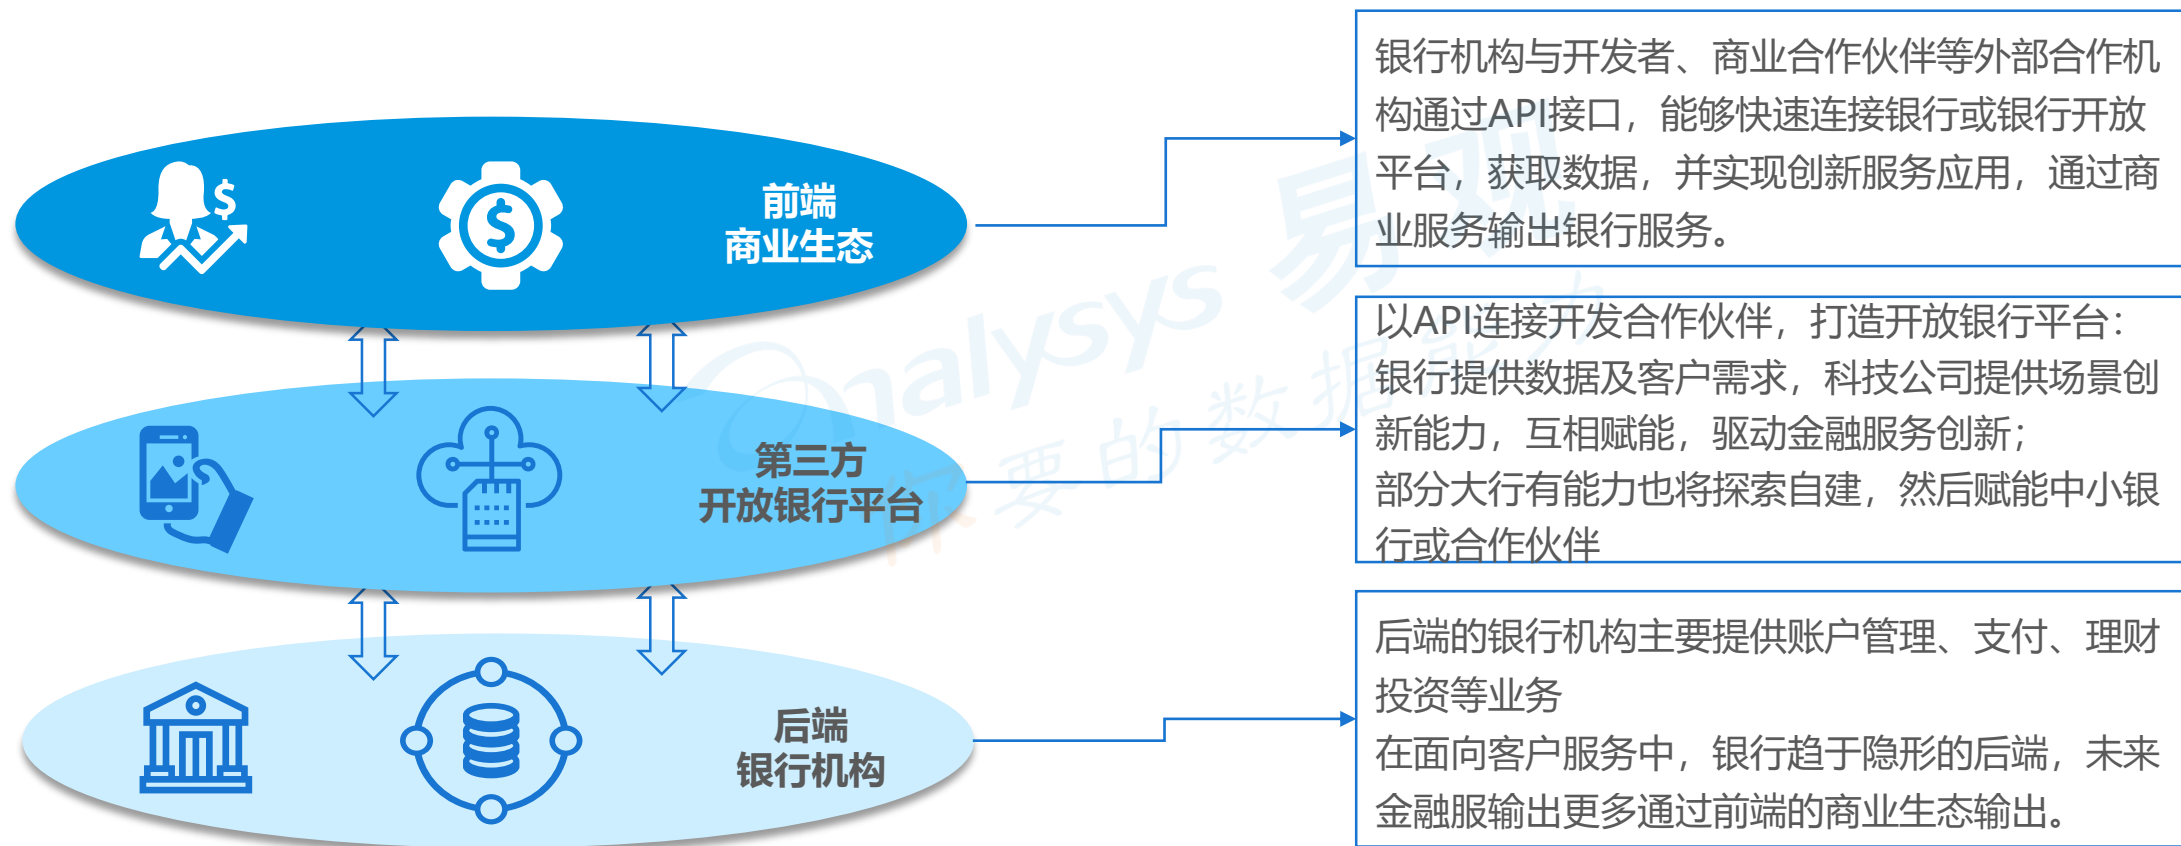 前端
商业生态
第三方
开放银行平台
后端
银行机构
银行机构与开发者、商业合作伙伴等外部合作机
构通过API接口，能够快速连接银行或银行开放
平台，获取数据，并实现创新服务应用，通过商
业服务输出银行服务。
以API连接开发合作伙伴，打造开放银行平台：
银行提供数据及客户需求，科技公司提供场景创
新能力，互相赋能，驱动金融服务创新；
部分大行有能力也将探索自建，然后赋能中小银
行或合作伙伴
后端的银行机构主要提供账户管理、支付、理财
投资等业务
在面向客户服务中，银行趋于隐形的后端，未来
金融服输出更多通过前端的商业生态输出。
analysys 易观
你要的数据能力